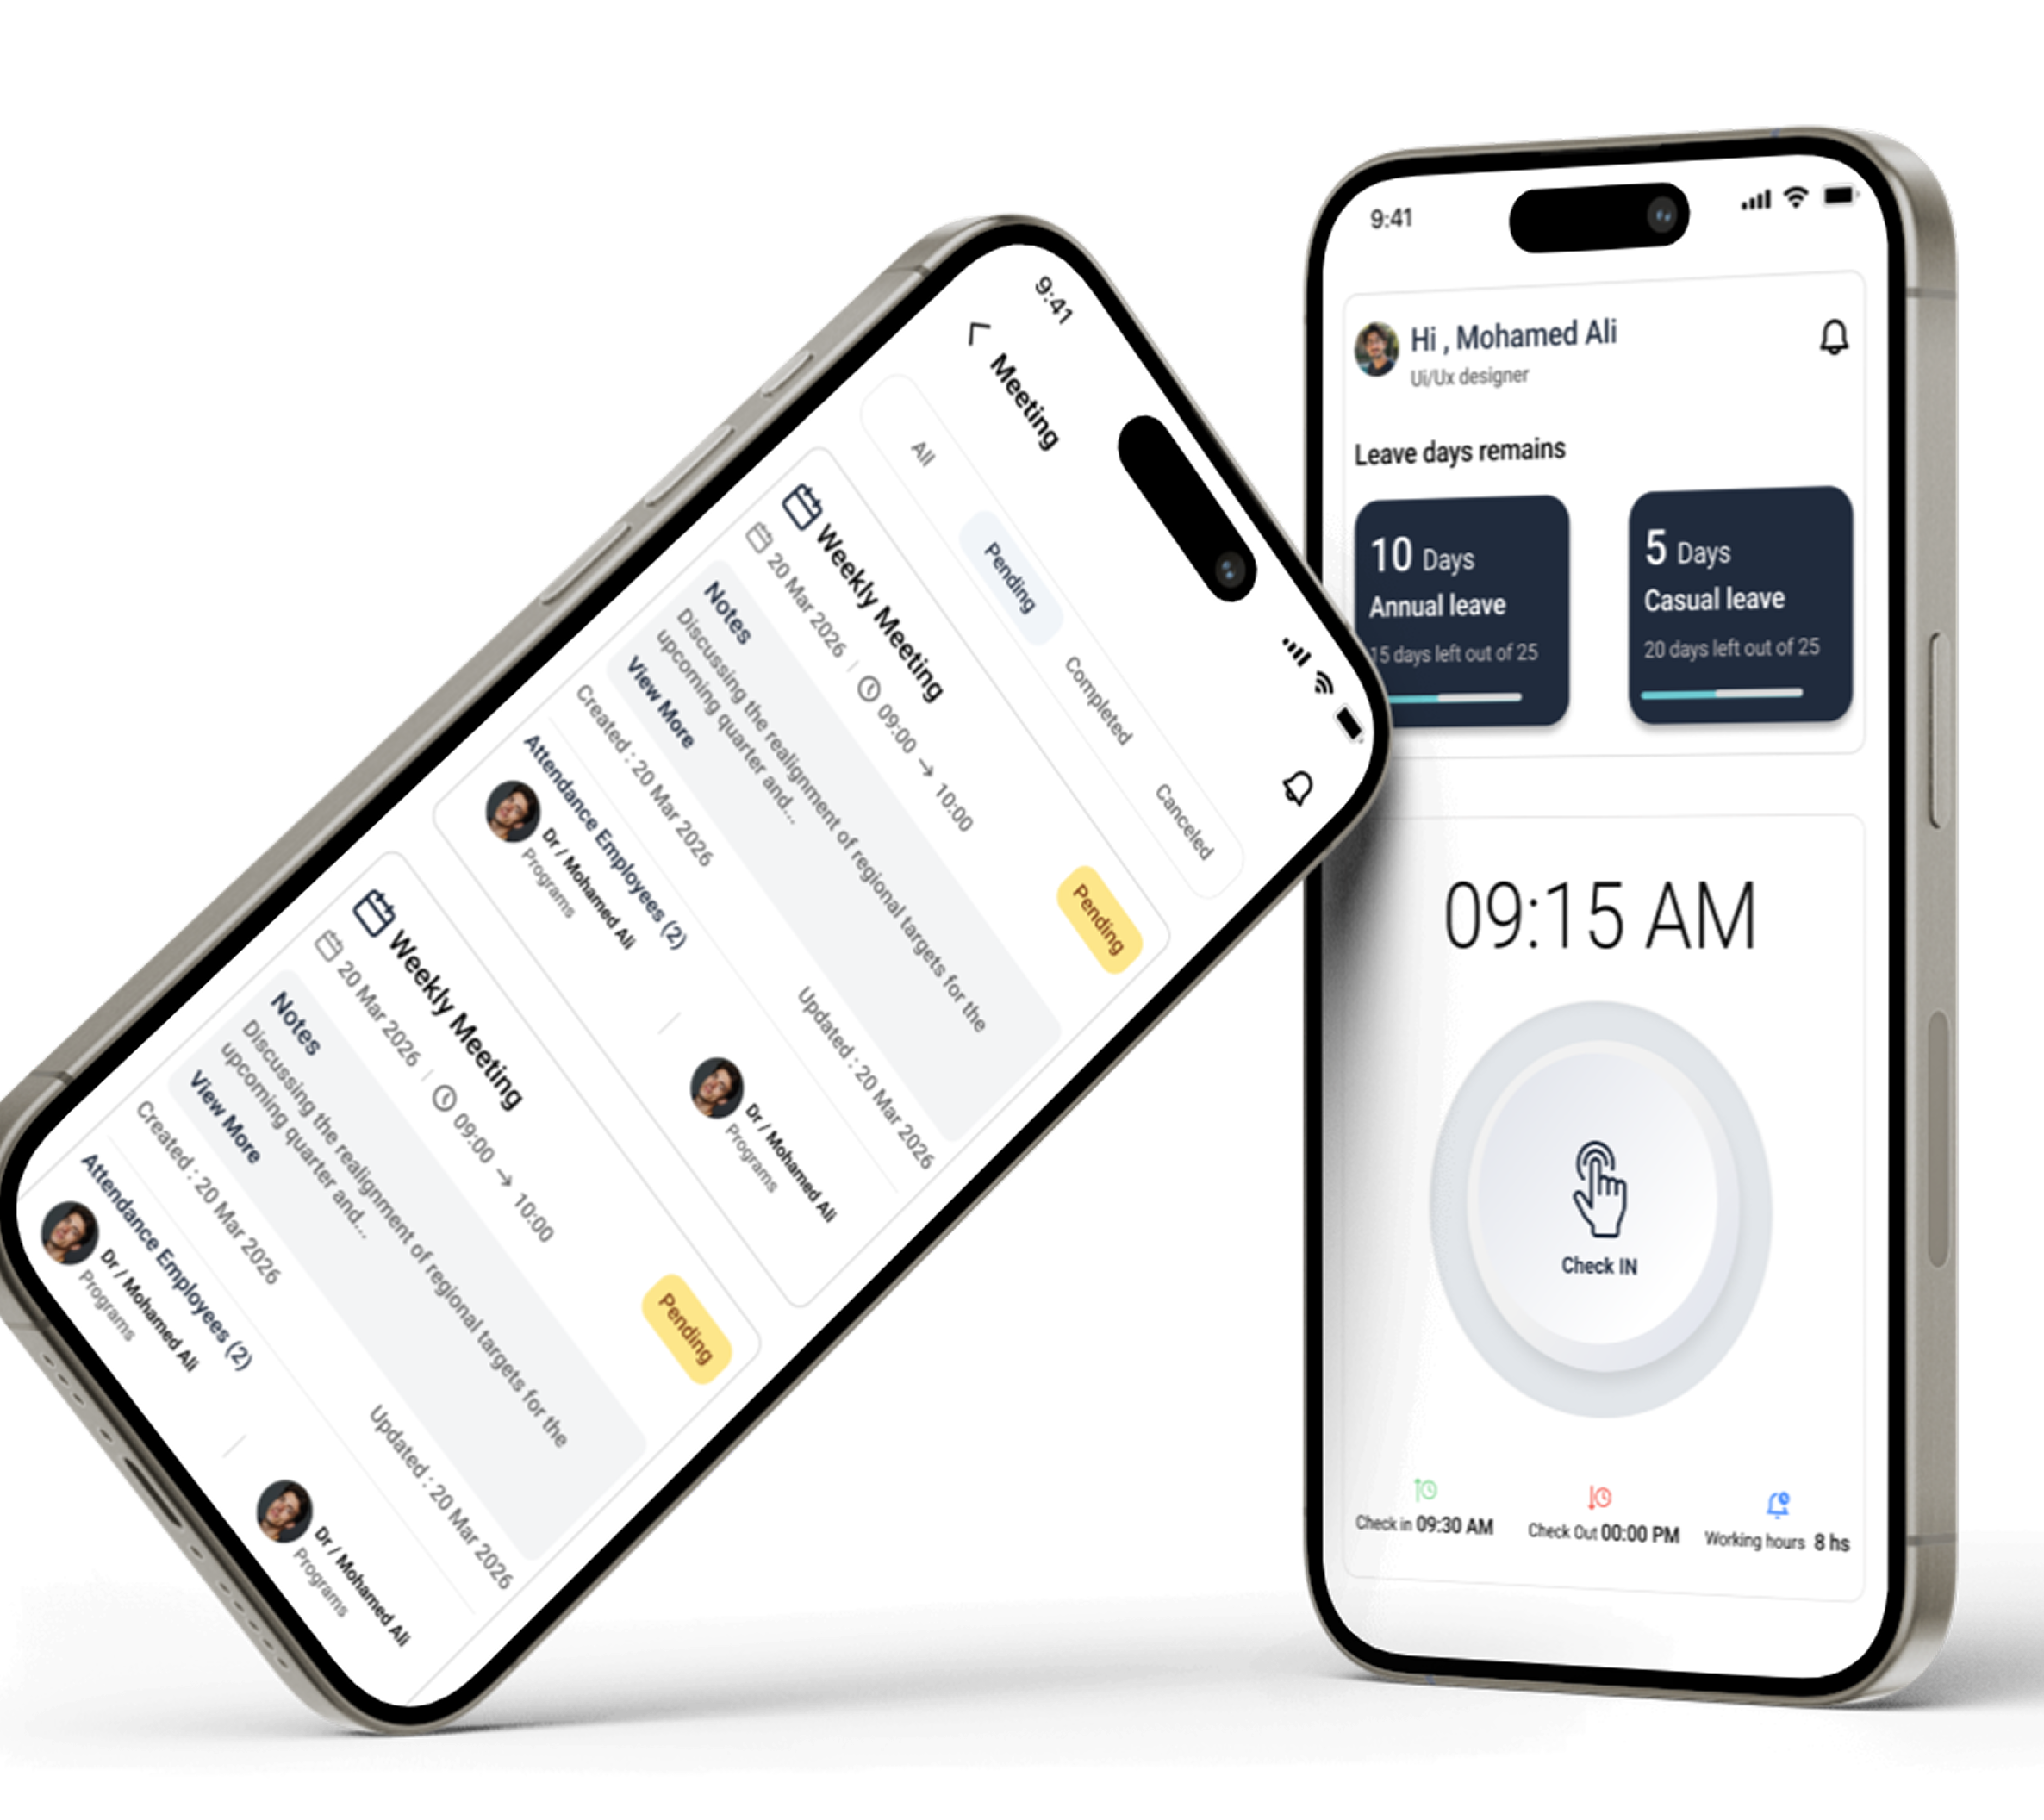 9:41
Meeting
All
Pending
Completed
Canceled
Weekly Meeting
Pending
20 Mar 2026 | 09:00 → 10:00
Notes
Discussing the realignment of regional targets for the
upcoming quarter and...
View More
Created : 20 Mar 2026
Updated : 20 Mar 2026
Attendance Employees (2)
Dr / Mohamed Ali
Programs
Dr / Mohamed Ali
Programs
Weekly Meeting
Pending
20 Mar 2026 | 09:00 → 10:00
Notes
Discussing the realignment of regional targets for the
upcoming quarter and...
View More
Created : 20 Mar 2026
Updated : 20 Mar 2026
Attendance Employees (2)
Dr / Mohamed Ali
Programs
Dr / Mohamed Ali
Programs
9:41
Hi , Mohamed Ali
Ui/Ux designer
Leave days remains
10 Days
Annual leave
15 days left out of 25
5 Days
Casual leave
20 days left out of 25
09:15 AM
Check IN
Check in 09:30 AM
Check Out 00:00 PM
Working hours 8 hs